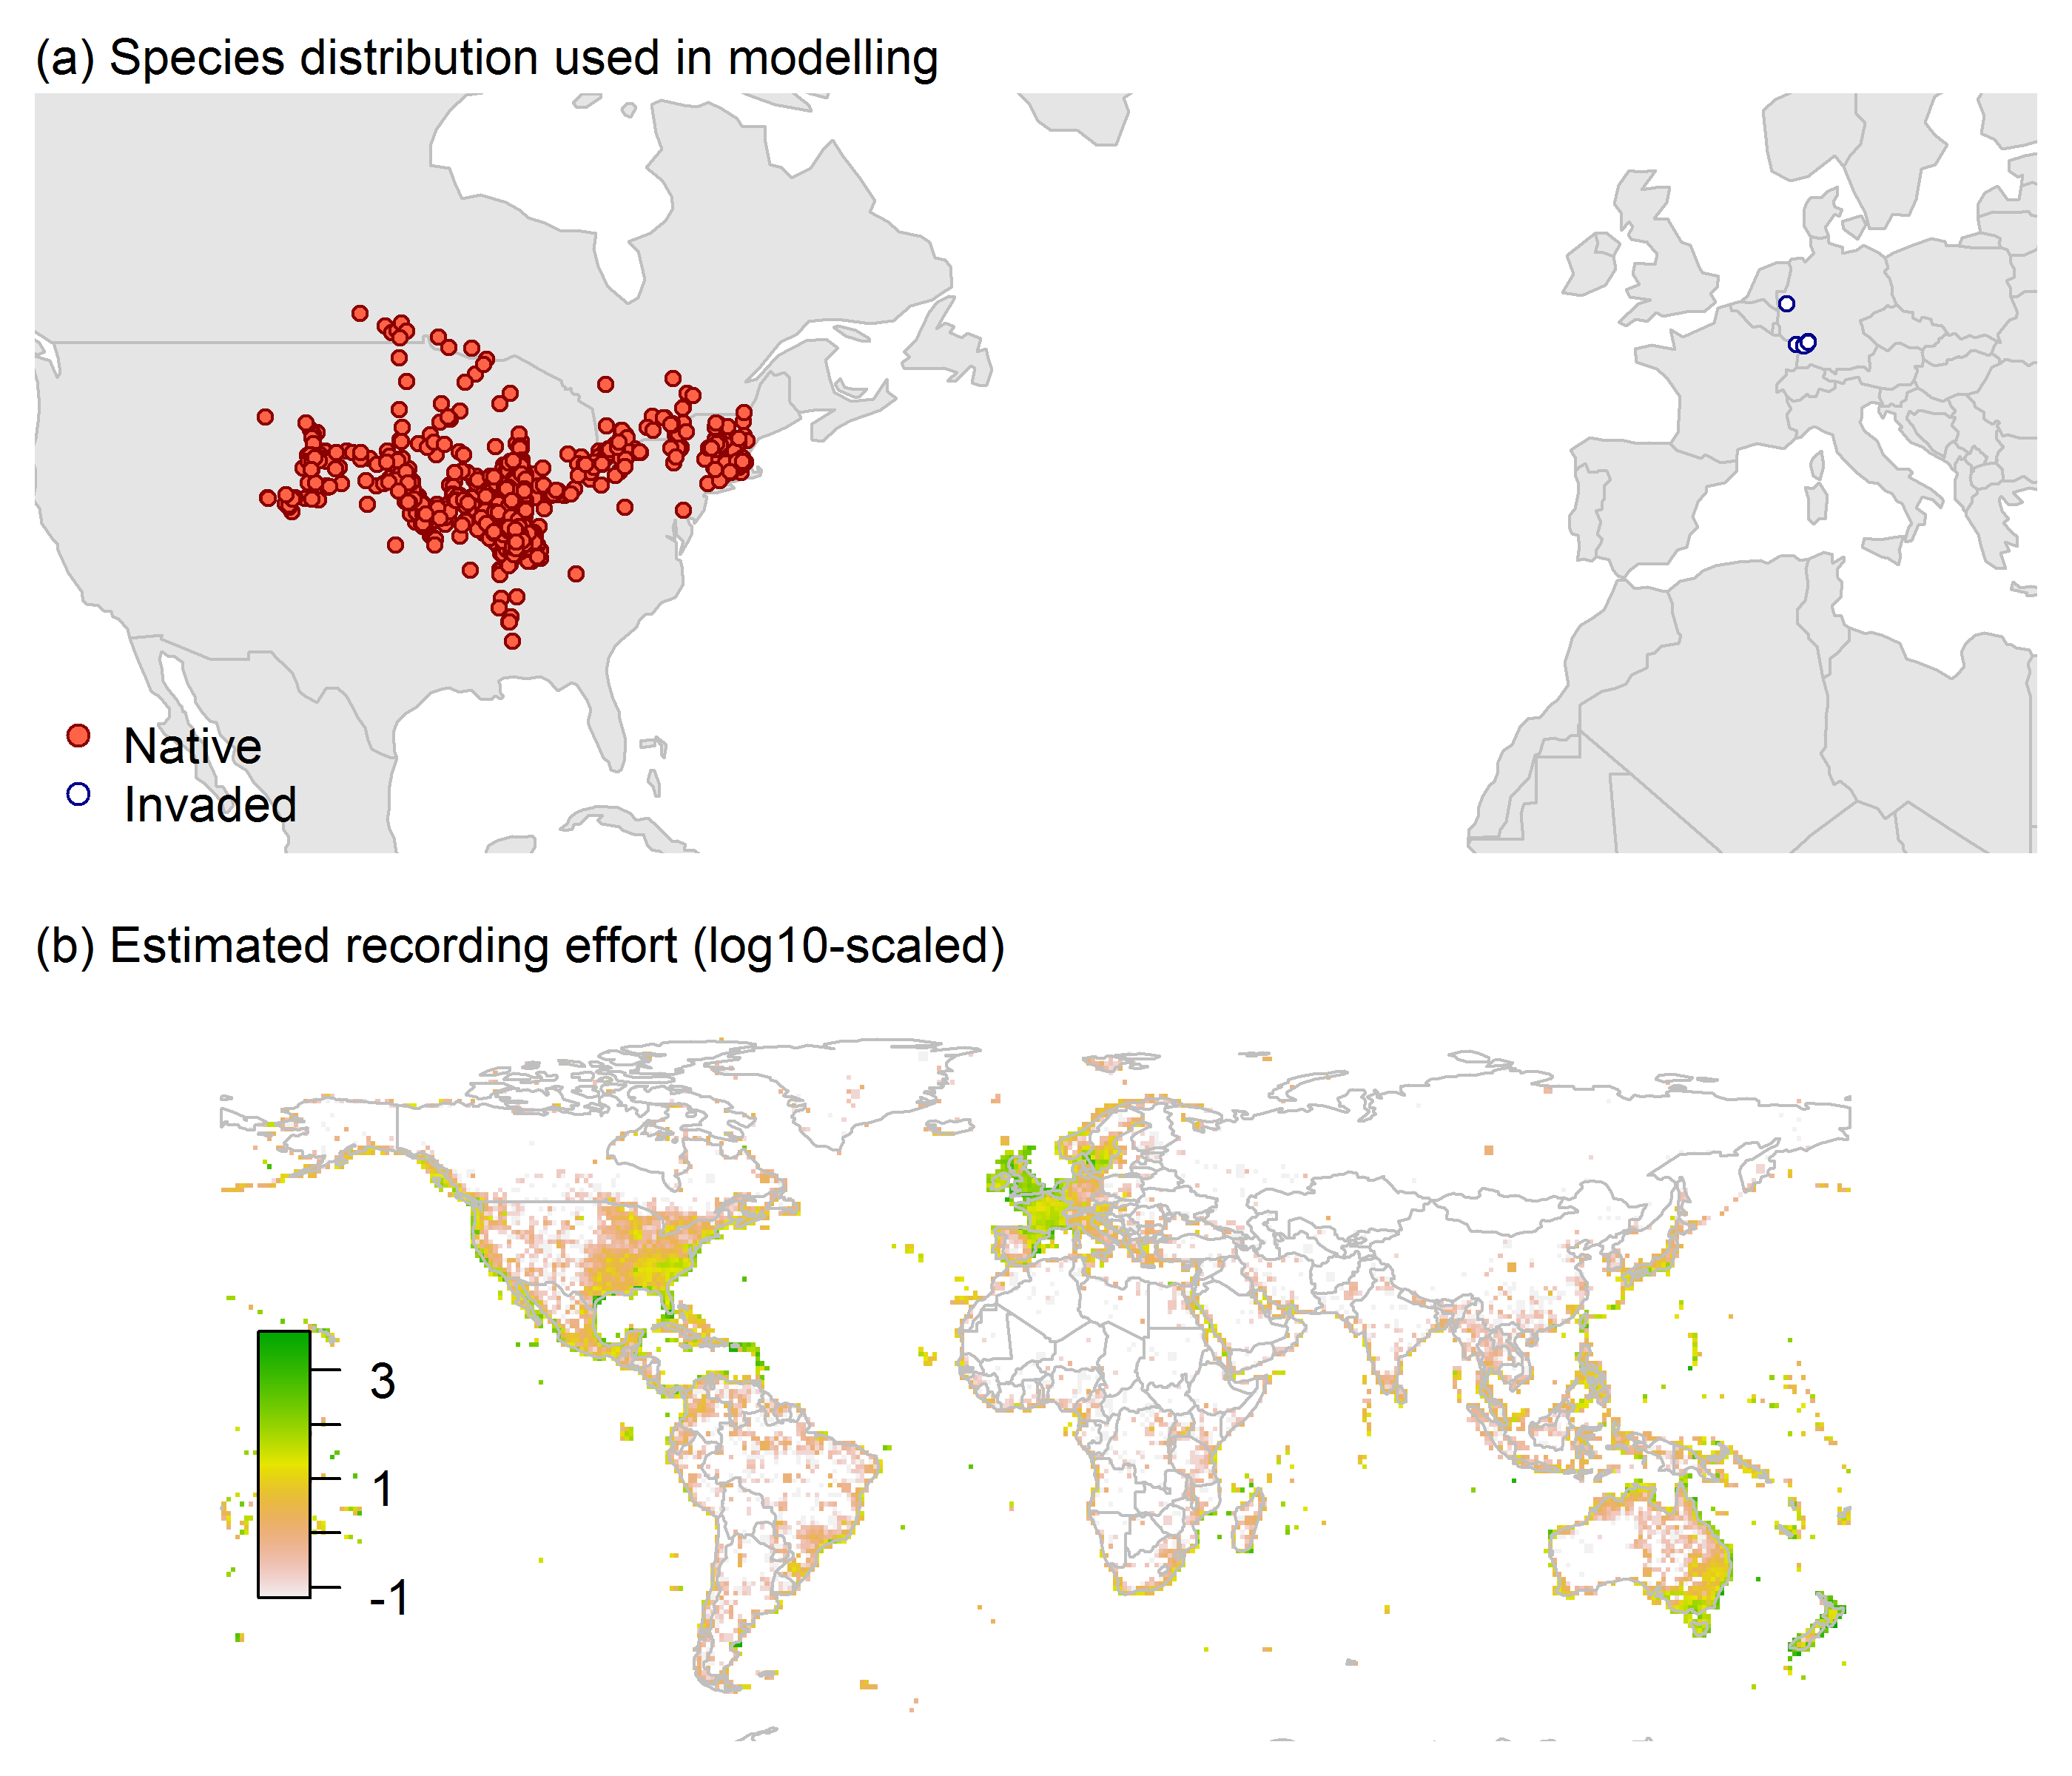 (a) Species distribution used in modelling
Native
Invaded
(b) Estimated recording effort (log10-scaled)
3
1
-1